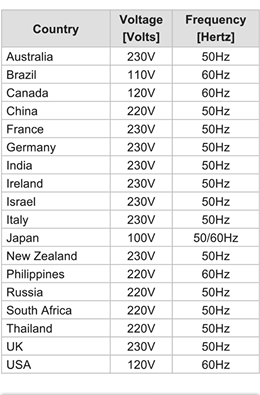 Country Voltage [Volts] Frequency [Hertz]
Australia 230V 50Hz
Brazil 110V 60Hz
Canada 120V 60Hz
China 220V 50Hz
France 230V 50Hz
Germany 230V 50Hz
India 230V 50Hz
Ireland 230V 50Hz
Israel 230V 50Hz
Italy 230V 50Hz
Japan 100V 50/60Hz
New Zealand 230V 50Hz
Philippines 220V 60Hz
Russia 220V 50Hz
South Africa 220V 50Hz
Thailand 220V 50Hz
UK 230V 50Hz
USA 120V 60Hz